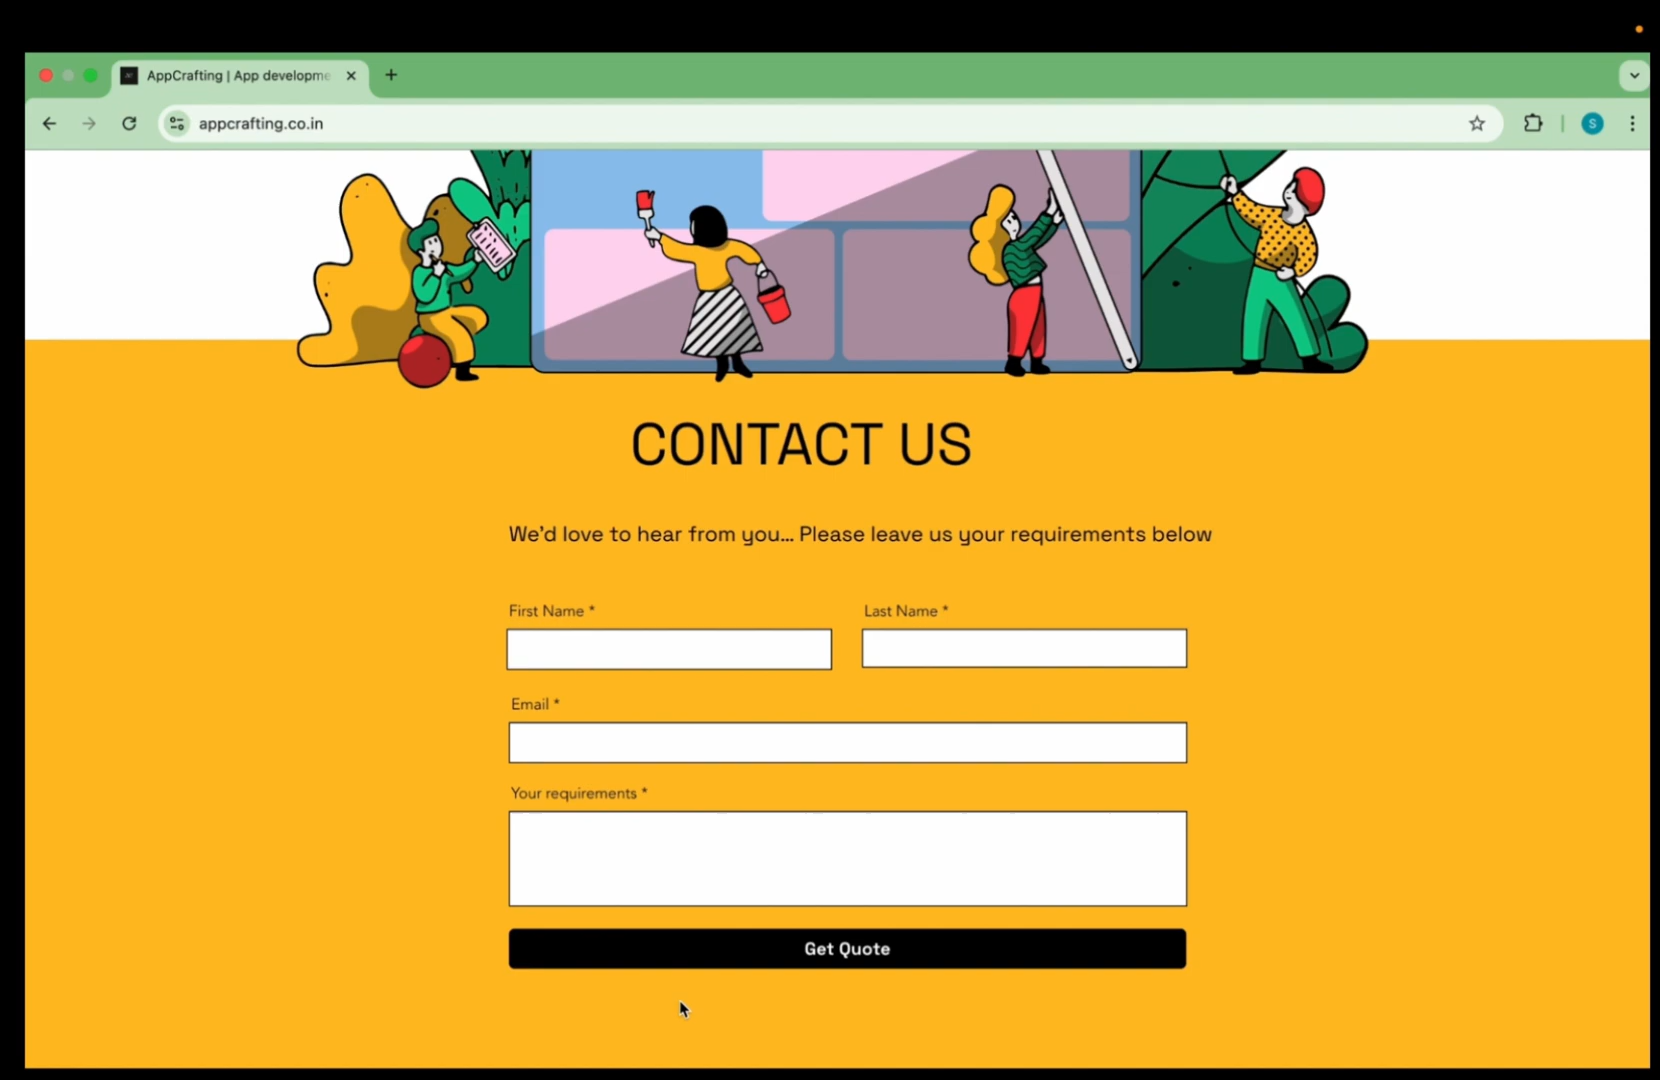 AppCrafting | App developme
appcrafting.co.in
S
CONTACT US
We'd love to hear from you... Please leave us your requirements below
First Name * Last Name *
Email *
Your requirements *
Get Quote